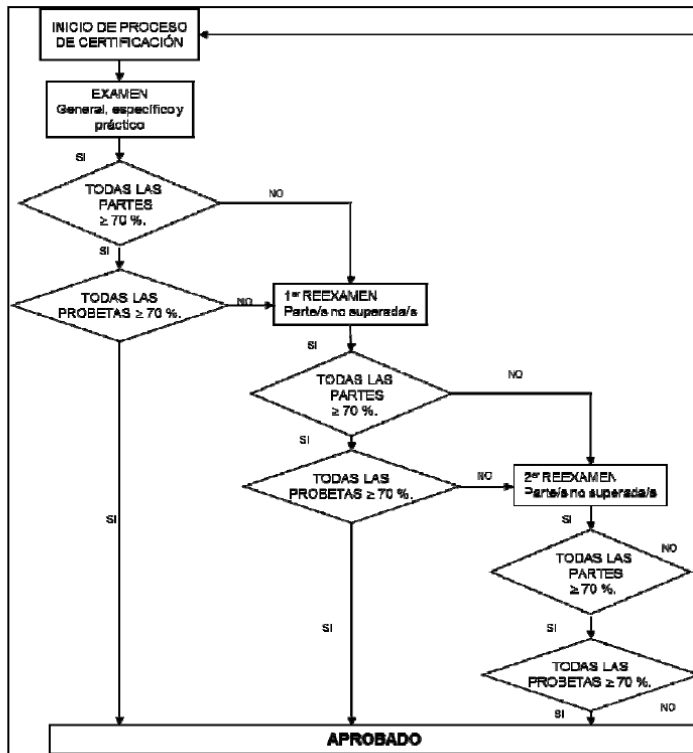 INICIO DE PROCESO
DE CERTIFICACIÓN
EXAMEN
General, específico y
práctico
SI
TODAS LAS
PARTES
≥ 70 %.
NO
SI
TODAS LAS
PROBETAS ≥ 70 %.
NO
1er REEXAMEN
Parte/s no superada/s
SI
TODAS LAS
PARTES
≥ 70 %.
NO
SI
TODAS LAS
PROBETAS ≥ 70 %.
NO
2er REEXAMEN
Parte/s no superada/s
SI
SI
NO
TODAS LAS
PARTES
≥ 70 %.
SI
SI
TODAS LAS
PROBETAS ≥ 70 %.
SI
NO
APROBADO